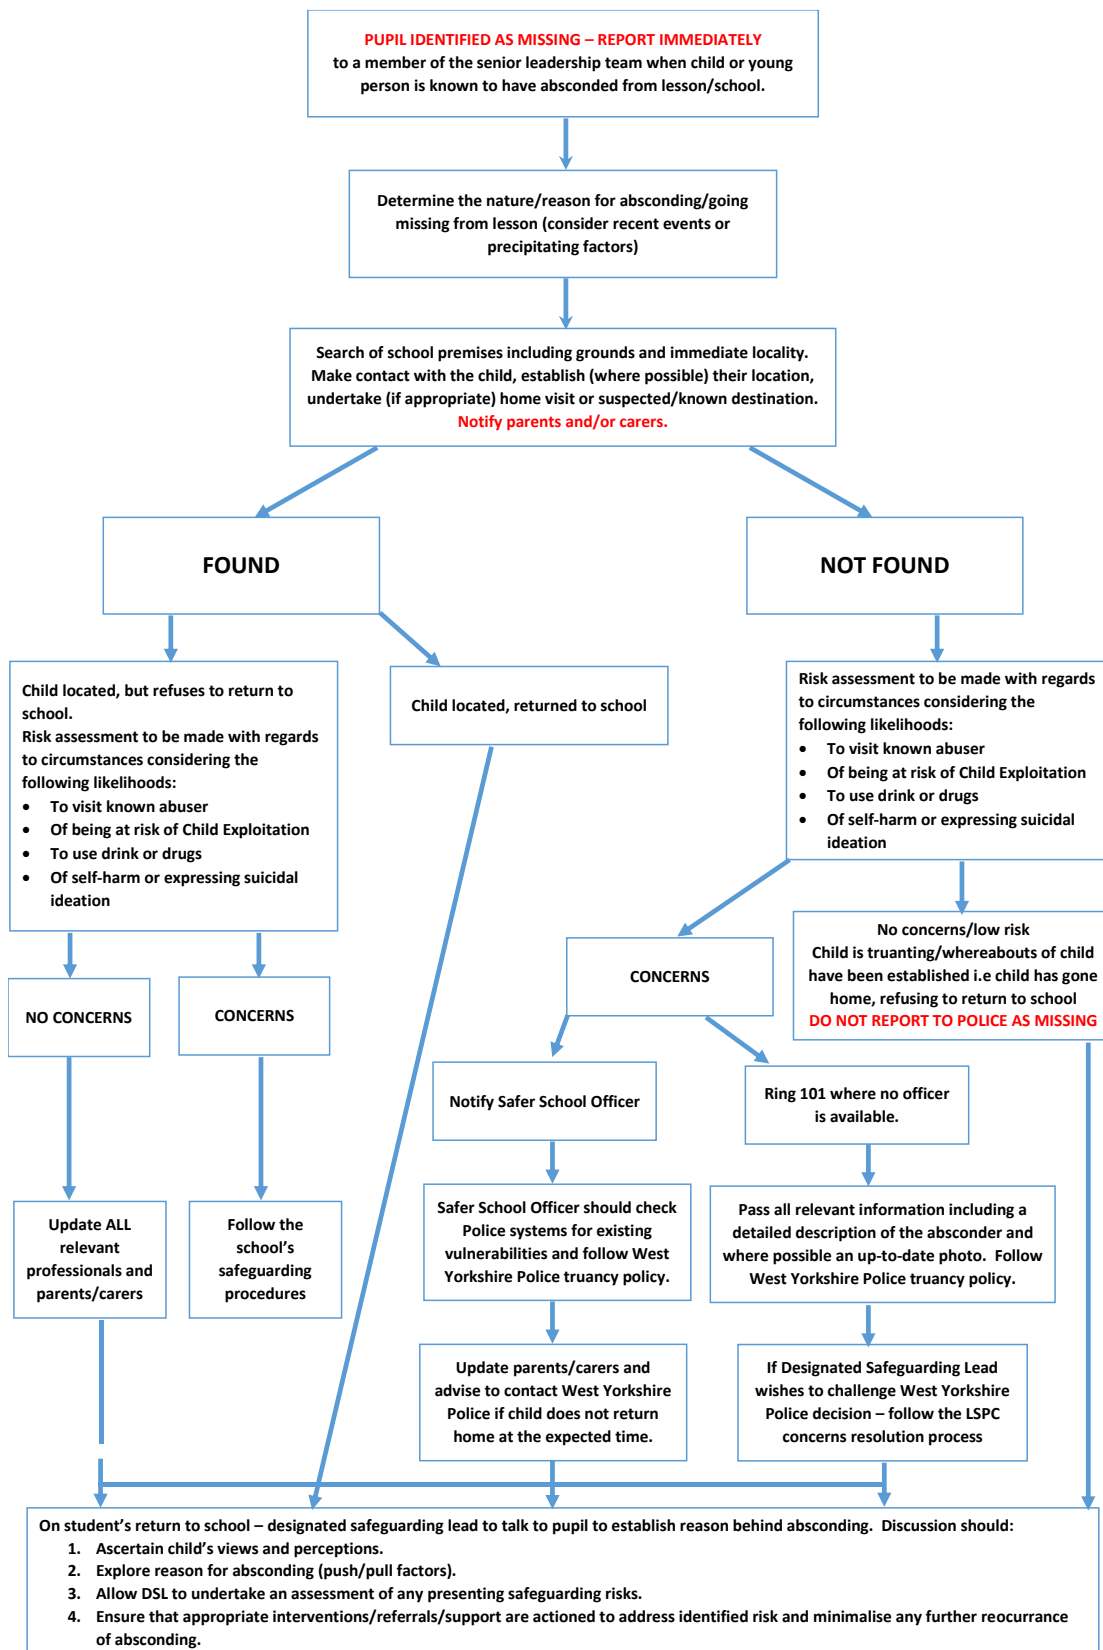 PUPIL IDENTIFIED AS MISSING – REPORT IMMEDIATELY
to a member of the senior leadership team when child or young
person is known to have absconded from lesson/school.
Determine the nature/reason for absconding/going
missing from lesson (consider recent events or
precipitating factors)
Search of school premises including grounds and immediate locality.
Make contact with the child, establish (where possible) their location,
undertake (if appropriate) home visit or suspected/known destination.
Notify parents and/or carers.
FOUND
NOT FOUND
Child located, but refuses to return to
school.
Risk assessment to be made with regards
to circumstances considering the
following likelihoods:
• To visit known abuser
• Of being at risk of Child Exploitation
• To use drink or drugs
• Of self-harm or expressing suicidal
ideation
Child located, returned to school
Risk assessment to be made with regards
to circumstances considering the
following likelihoods:
• To visit known abuser
• Of being at risk of Child Exploitation
• To use drink or drugs
• Of self-harm or expressing suicidal
ideation
NO CONCERNS
CONCERNS
CONCERNS
No concerns/low risk
Child is truanting/whereabouts of child
have been established i.e child has gone
home, refusing to return to school
DO NOT REPORT TO POLICE AS MISSING
Notify Safer School Officer
Ring 101 where no officer
is available.
Update ALL
relevant
professionals and
parents/carers
Follow the
school’s
safeguarding
procedures
Safer School Officer should check
Police systems for existing
vulnerabilities and follow West
Yorkshire Police truancy policy.
Pass all relevant information including a
detailed description of the absconder and
where possible an up-to-date photo.  Follow
West Yorkshire Police truancy policy.
Update parents/carers and
advise to contact West Yorkshire
Police if child does not return
home at the expected time.
If Designated Safeguarding Lead
wishes to challenge West Yorkshire
Police decision – follow the LSPC
concerns resolution process
On student’s return to school – designated safeguarding lead to talk to pupil to establish reason behind absconding.  Discussion should:
1. Ascertain child’s views and perceptions.
2. Explore reason for absconding (push/pull factors).
3. Allow DSL to undertake an assessment of any presenting safeguarding risks.
4. Ensure that appropriate interventions/referrals/support are actioned to address identified risk and minimalise any further reocurrance
of absconding.